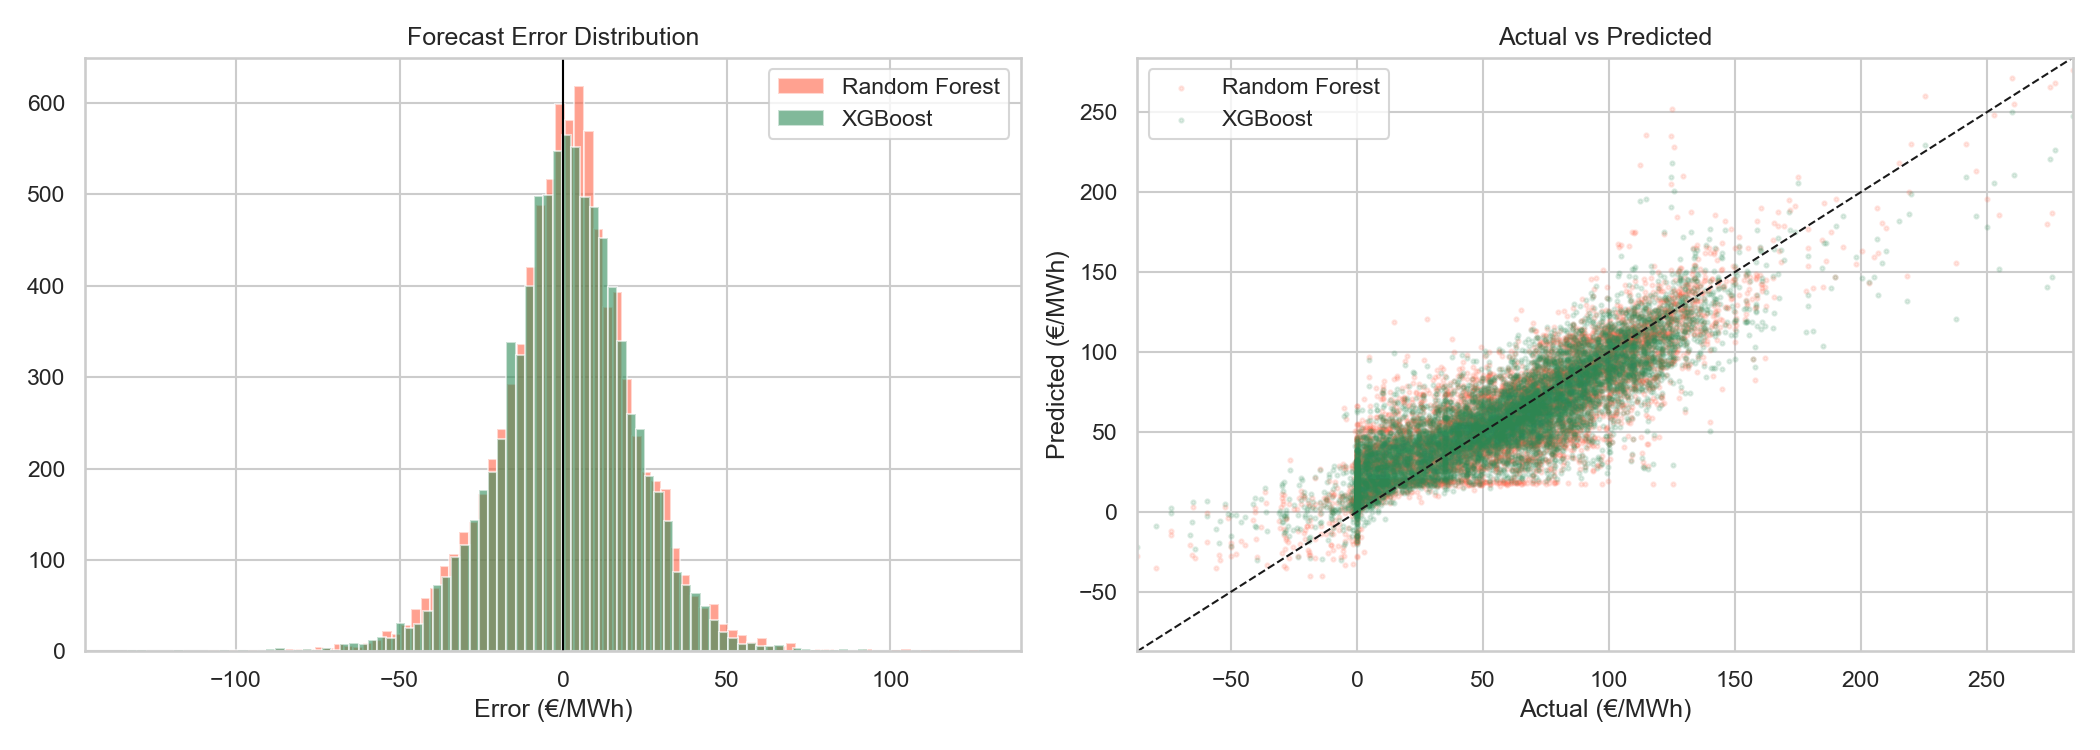 Forecast Error Distribution
Random Forest
XGBoost
600
500
400
300
200
100
0
−100
−50
0
50
100
Error (€/MWh)
Actual vs Predicted
Random Forest
XGBoost
Predicted (€/MWh)
250
200
150
100
50
0
−50
−50
0
50
100
150
200
250
Actual (€/MWh)